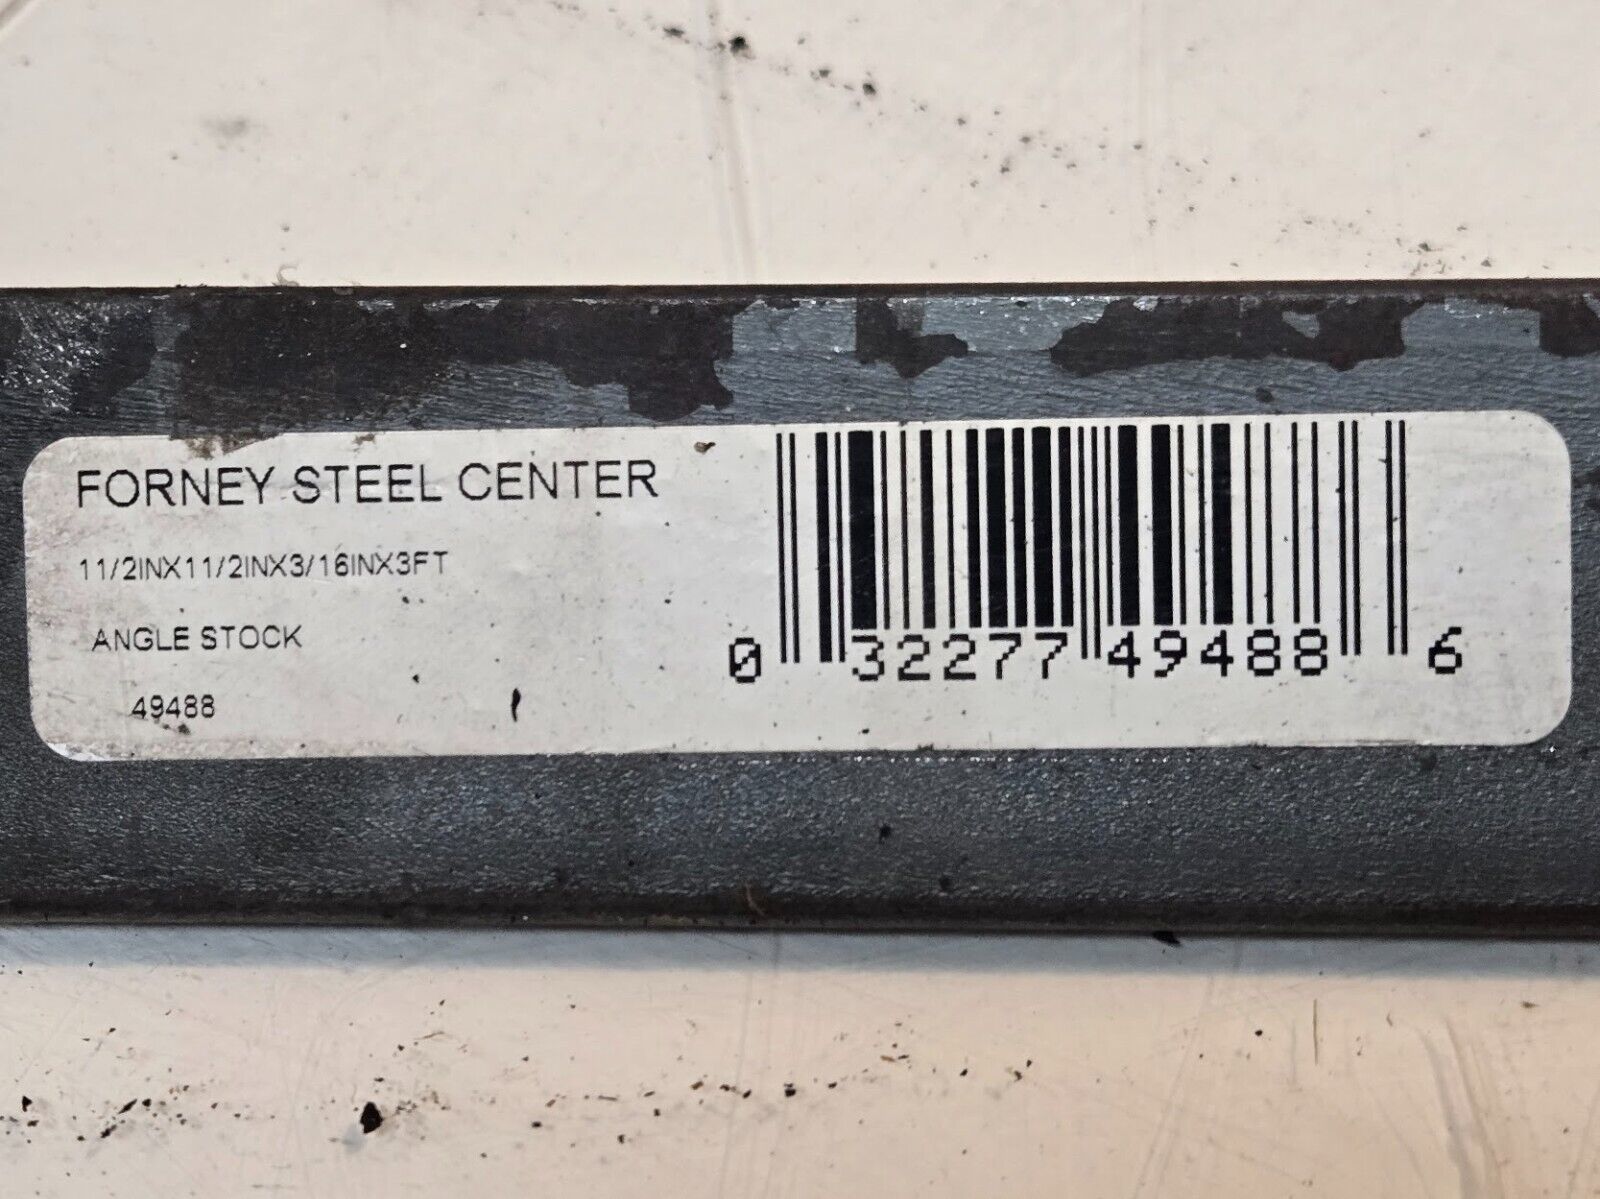 FORNEY STEEL CENTER
11/2INX11/2INX3/16INX3FT
ANGLE STOCK
49488
0 32277 49488 6